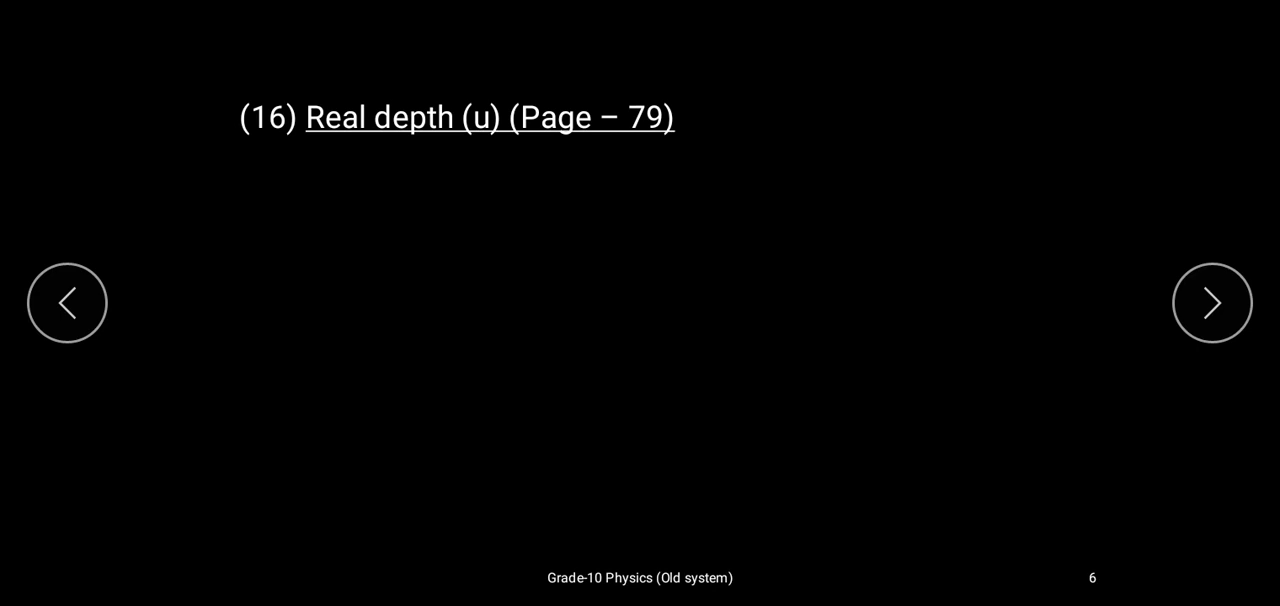 (16) Real depth (u) (Page – 79)
Grade-10 Physics (Old system)
6